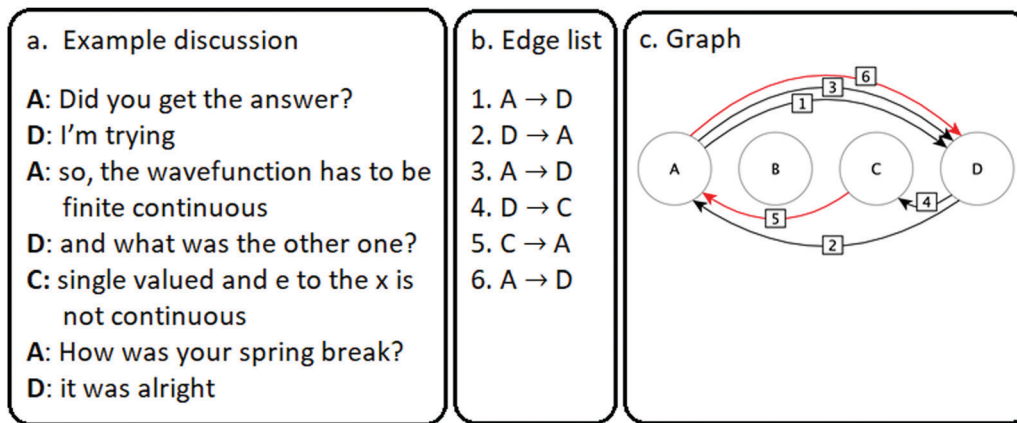 a. Example discussion
A: Did you get the answer?
D: I'm trying
A: so, the wavefunction has to be
finite continuous
D: and what was the other one?
C: single valued and e to the x is
not continuous
A: How was your spring break?
D: it was alright
b. Edge list
1. A → D
2. D → A
3. A → D
4. D → C
5. C → A
6. A → D
c. Graph
6
3
1
A B C D
4
5
2